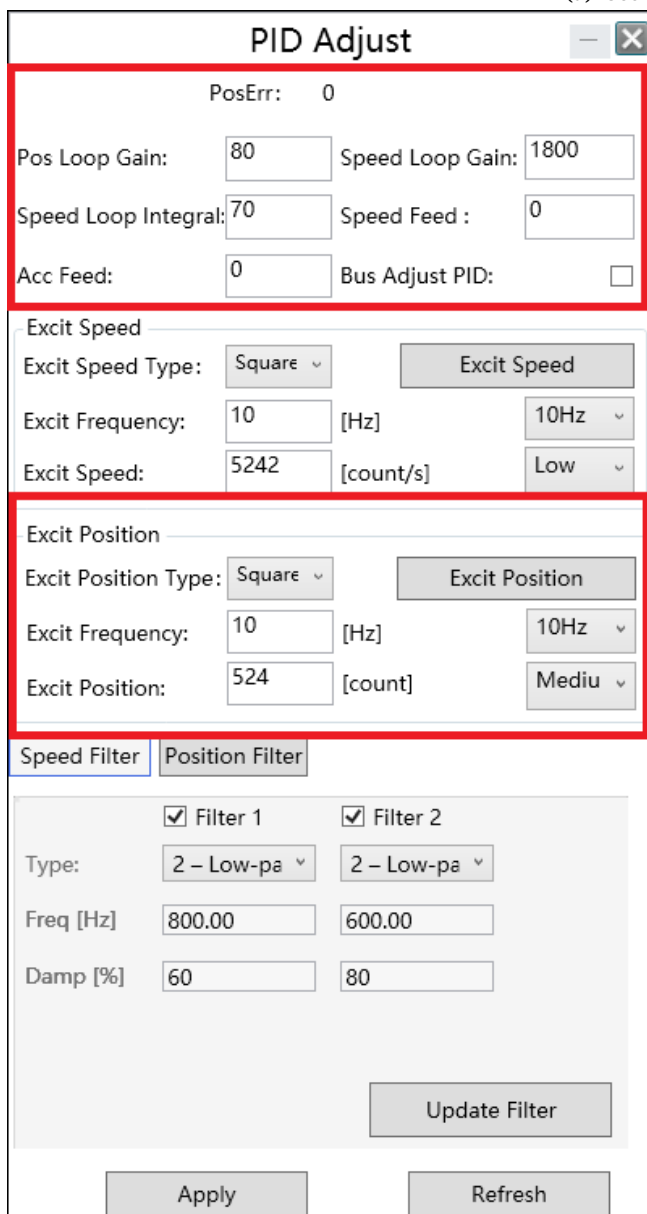 PID Adjust
PosErr: 0
Pos Loop Gain: 80 Speed Loop Gain: 1800
Speed Loop Integral: 70 Speed Feed : 0
Acc Feed: 0 Bus Adjust PID:
Excit Speed
Excit Speed Type: Square Excit Speed
Excit Frequency: 10 [Hz] 10Hz
Excit Speed: 5242 [count/s] Low
Excit Position
Excit Position Type: Square Excit Position
Excit Frequency: 10 [Hz] 10Hz
Excit Position: 524 [count] Mediu
Speed Filter Position Filter
Filter 1 Filter 2
Type: 2 – Low-pa 2 – Low-pa
Freq [Hz] 800.00 600.00
Damp [%] 60 80
Update Filter
Apply Refresh